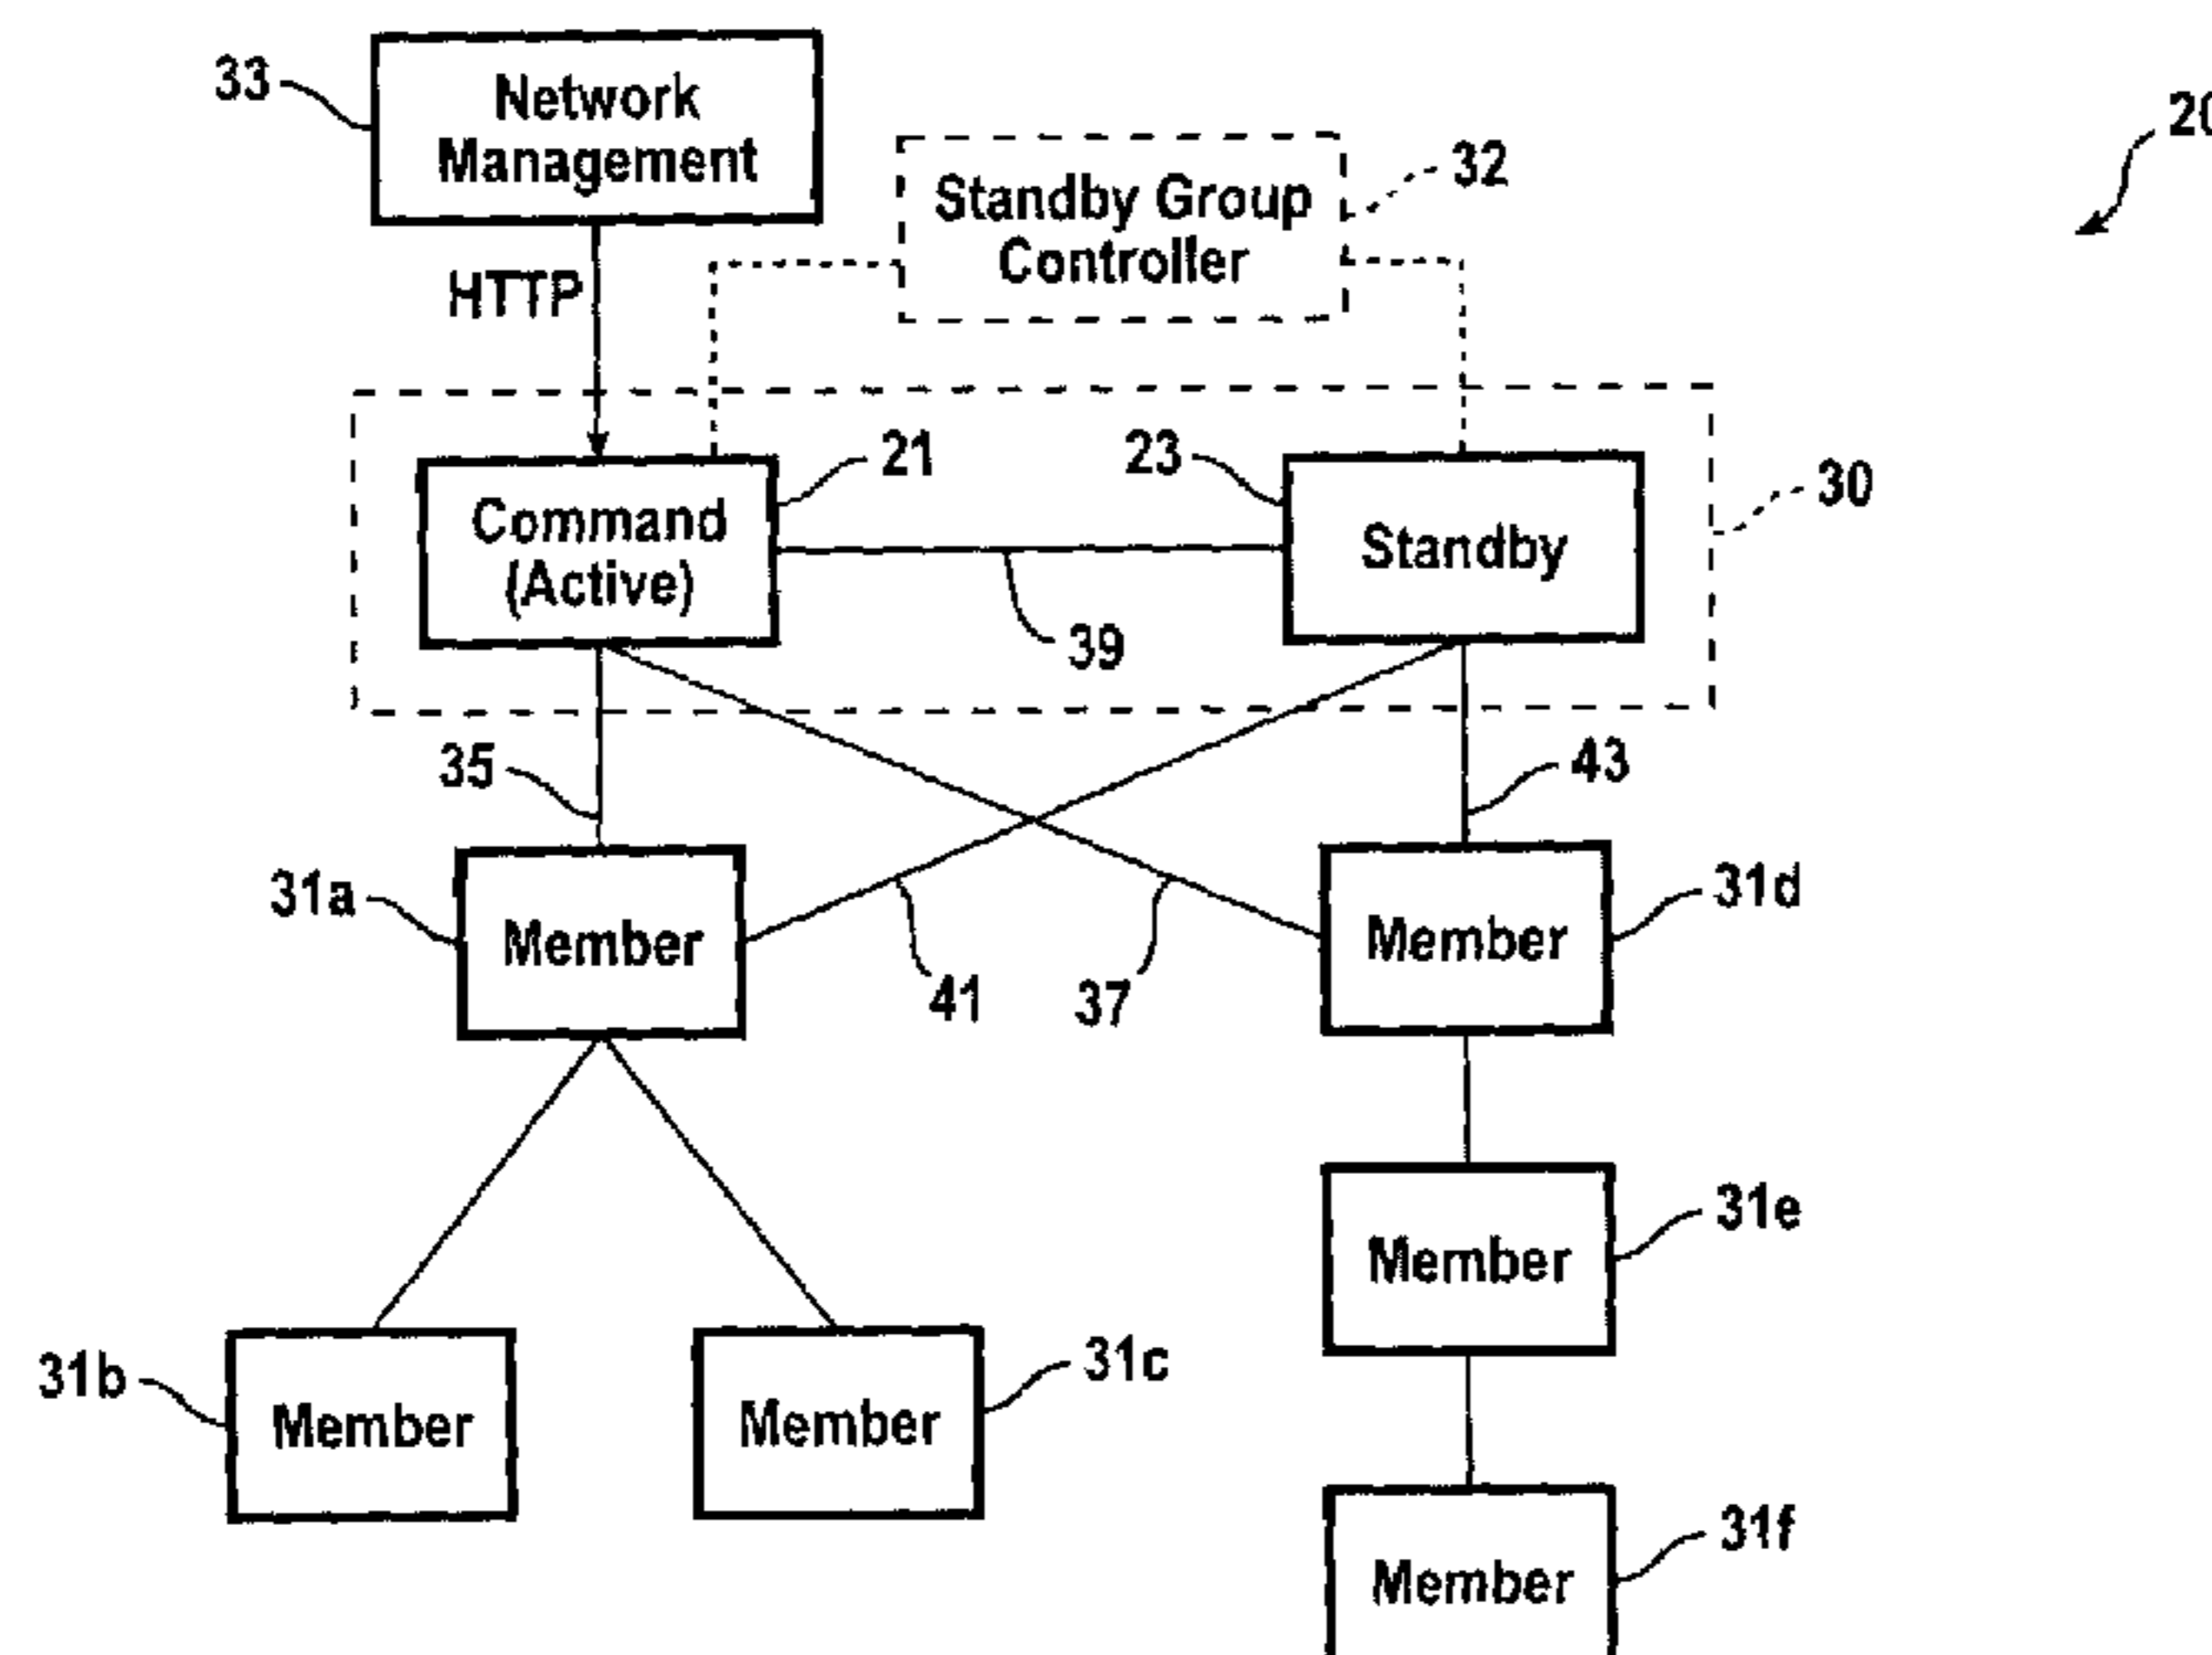 33
Network
Management
20
32
Standby Group
Controller
HTTP
21
23
30
Command
(Active)
Standby
39
35
43
31a
Member
31d
Member
41
37
31e
Member
31b
Member
31c
Member
31f
Member